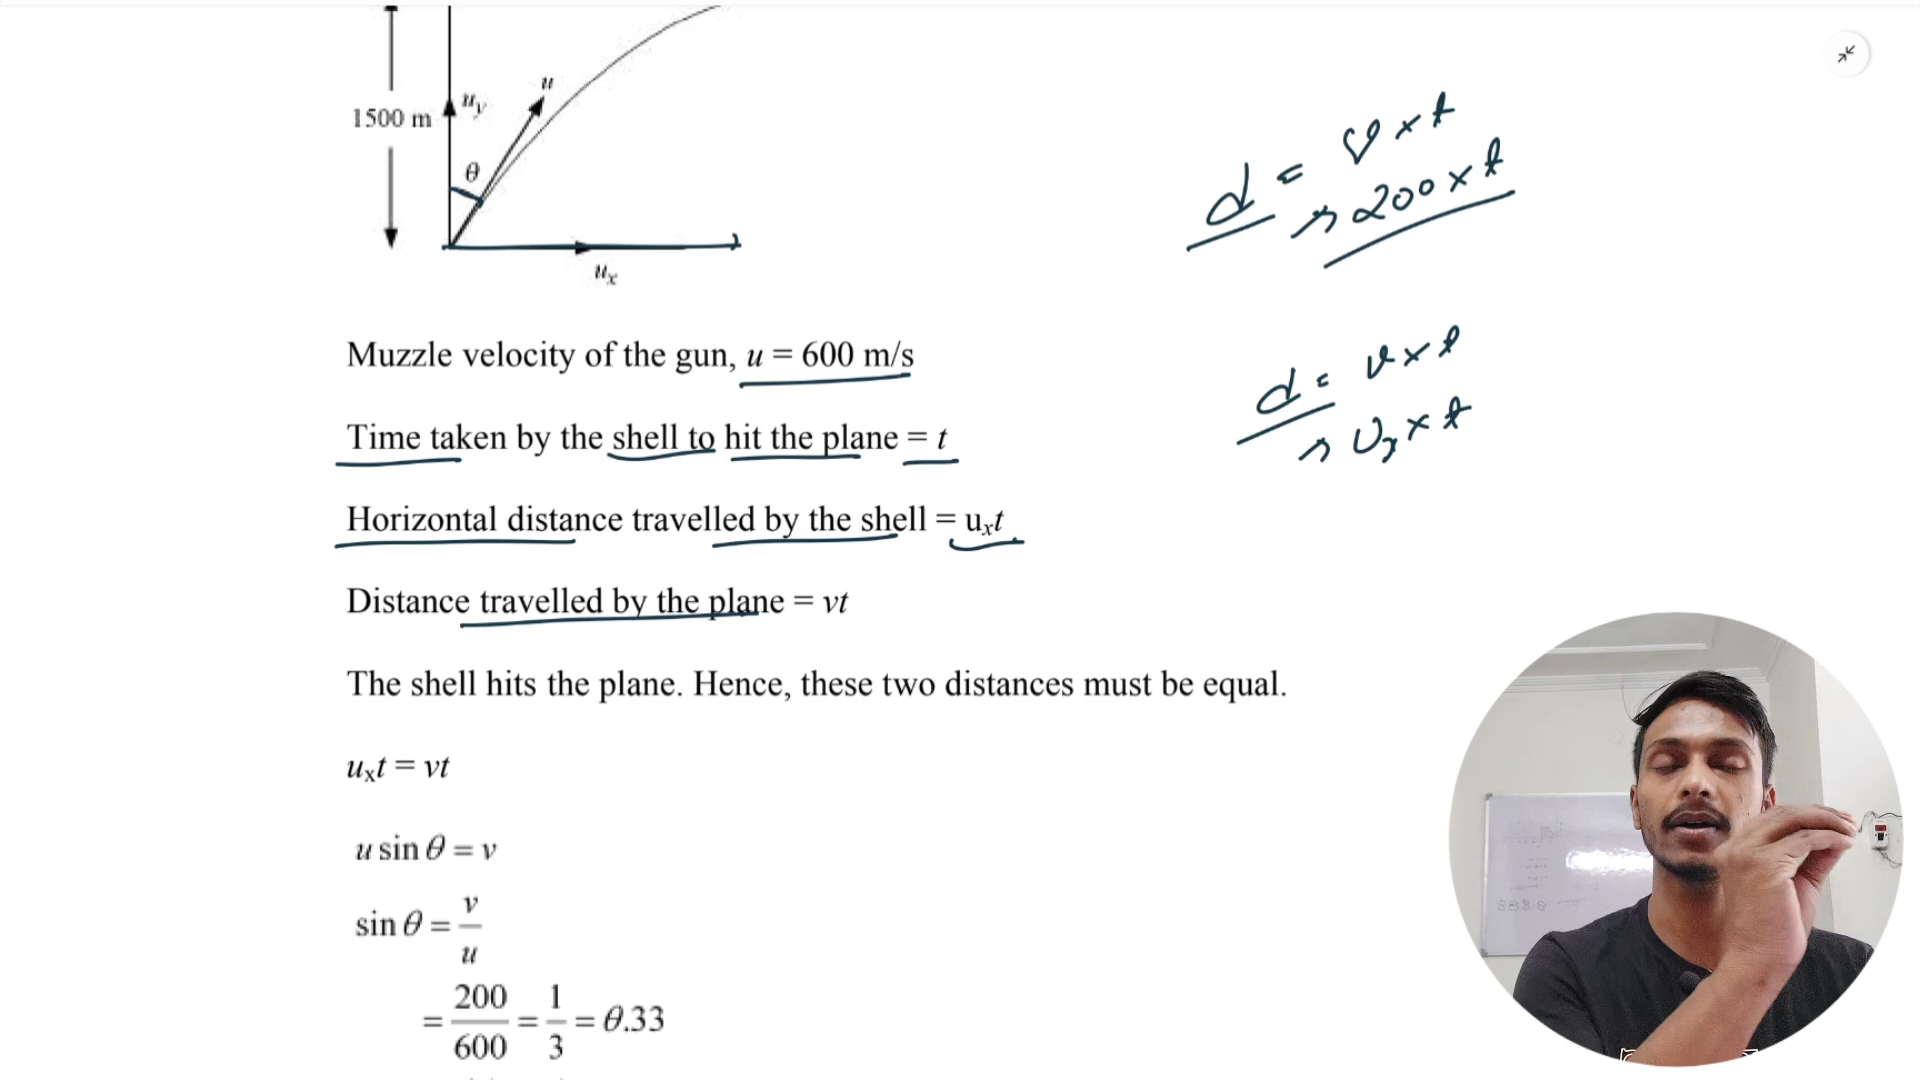 u
u_y
1500 m
θ
u_x
d = v × t
⇒ 200 × t
Muzzle velocity of the gun, u = 600 m/s
d = v × t
⇒ U_x × t
Time taken by the shell to hit the plane = t
Horizontal distance travelled by the shell = u_xt
Distance travelled by the plane = vt
The shell hits the plane. Hence, these two distances must be equal.
u_xt = vt
u sin θ = v
sin θ = v/u
= 200/600 = 1/3 = θ.33